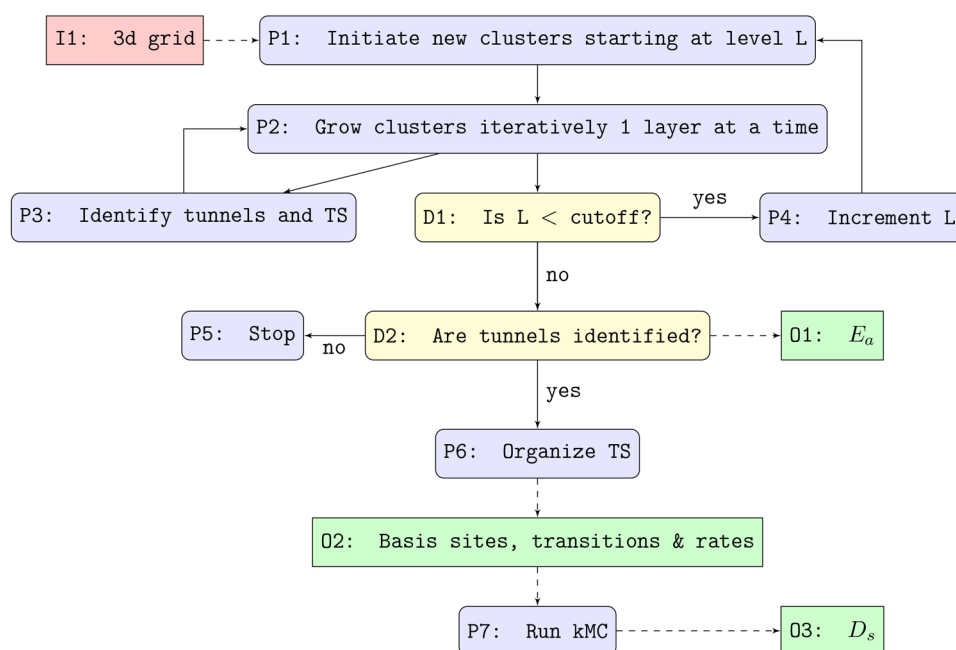 I1: 3d grid
P1: Initiate new clusters starting at level L
P2: Grow clusters iteratively 1 layer at a time
P3: Identify tunnels and TS
D1: Is L < cutoff?
yes
P4: Increment L
no
P5: Stop
no
D2: Are tunnels identified?
O1: E_a
yes
P6: Organize TS
O2: Basis sites, transitions & rates
P7: Run kMC
O3: D_s